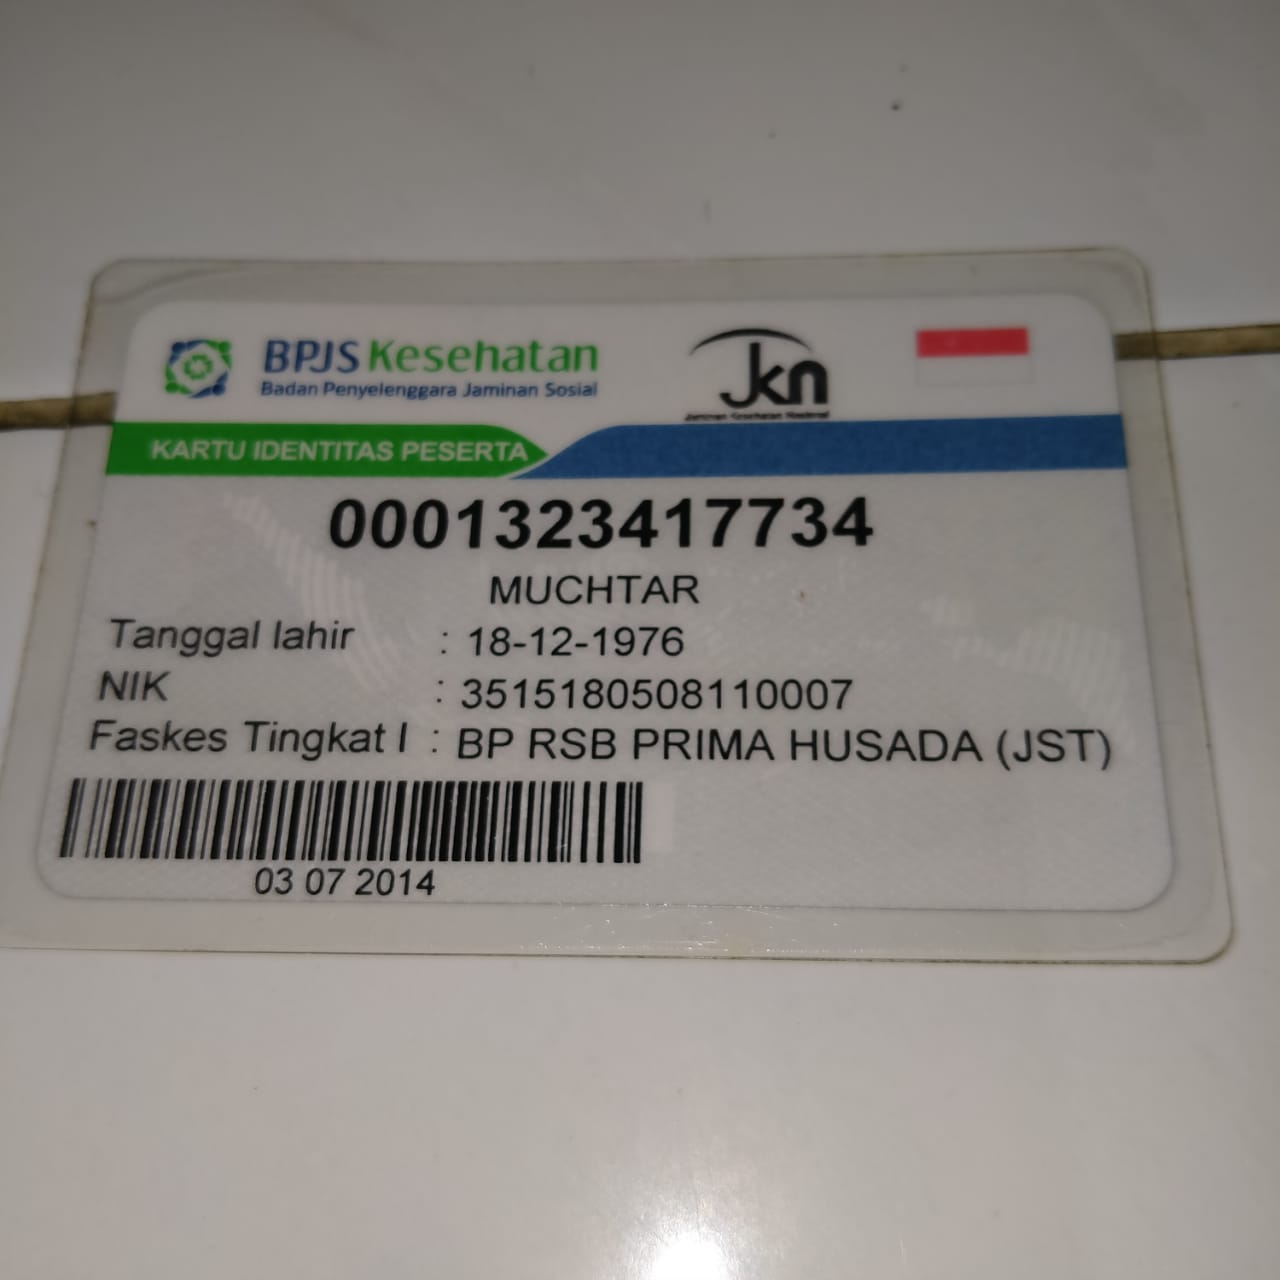 BPJS Kesehatan
Badan Penyelenggara Jaminan Sosial
Jkn
Jaminan Kesehatan Nasional
KARTU IDENTITAS PESERTA
0001323417734
MUCHTAR
Tanggal lahir : 18-12-1976
NIK : 3515180508110007
Faskes Tingkat I : BP RSB PRIMA HUSADA (JST)
03 07 2014